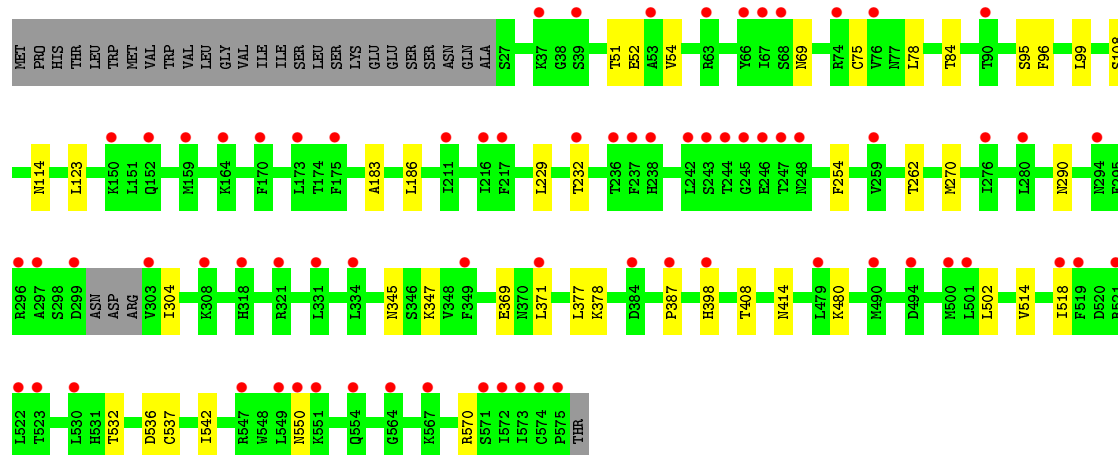 MET PRO HIS THR LEU TRP MET VAL TRP VAL LEU GLY VAL ILE ILE SER LEU SER LYS GLU GLU SER SER ASN GLN ALA S27 K37 G38 S39 T51 E52 A53 V54 R63 Y66 I67 S68 N69 R74 C75 V76 N77 L78 T84 T90 S95 F96 L99 S108
N114 L123 K150 L151 Q152 M159 K164 F170 L173 T174 F175 A183 L186 I211 I216 F217 L229 T232 T236 F237 H238 L242 S243 T244 G245 E246 T247 N248 F254 V259 T262 M270 I276 L280 N290 N294 F295
R296 A297 S298 D299 ASN ASP ARG V303 I304 K308 H318 R321 L331 L334 N345 S346 K347 V348 F349 E369 N370 L371 L377 K378 D384 P387 H398 T408 N414 L479 K480 M490 D494 M500 L501 L502 V514 I518 F519 D520 R521
L522 T523 L530 H531 T532 D536 C537 I542 R547 W548 L549 N550 K551 Q554 G564 K567 R570 S571 I572 I573 C574 P575 THR